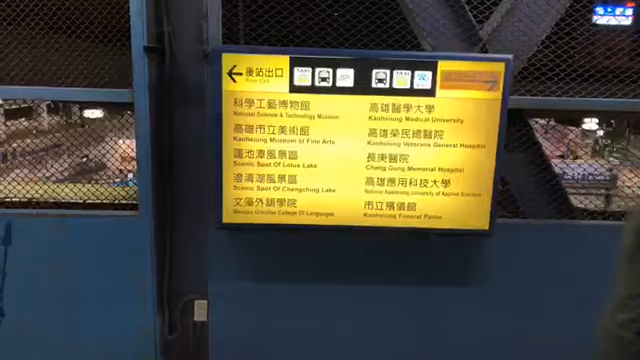 後站出口
科學工藝博物館
National Science & Technology Museum
高雄市立美術館
Kaohsiung Museum of Fine Arts
蓮池潭風景區
Scenic Spot Of Lotus Lake
澄清湖風景區
Scenic Spot Of Chengching Lake
文藻外語學院
Wenzao Ursuline College Of Languages
高雄醫學大學
Kaohsiung Medical University
高雄榮民總醫院
Kaohsiung Veterans General Hospital
長庚醫院
Chang Gung Memorial Hospital
高雄應用科技大學
National Kaohsiung University of Applied Sciences
市立殯儀館
Kaohsiung Funeral Parlor